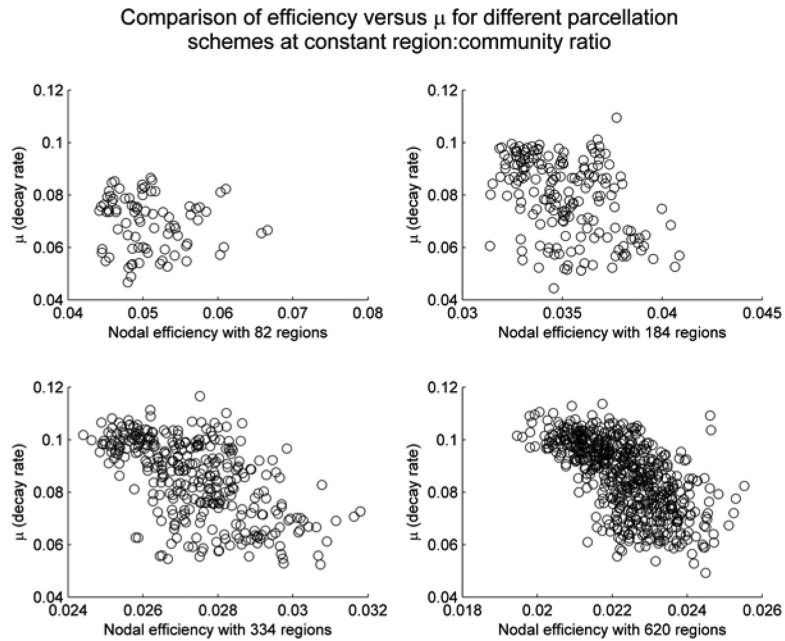 Comparison of efficiency versus μ for different parcellation
schemes at constant region:community ratio
0.12
0.1
0.08
0.06
0.04
μ (decay rate)
0.04 0.05 0.06 0.07 0.08
Nodal efficiency with 82 regions
0.12
0.1
0.08
0.06
0.04
μ (decay rate)
0.03 0.035 0.04 0.045
Nodal efficiency with 184 regions
0.12
0.1
0.08
0.06
0.04
μ (decay rate)
0.024 0.026 0.028 0.03 0.032
Nodal efficiency with 334 regions
0.12
0.1
0.08
0.06
0.04
μ (decay rate)
0.018 0.02 0.022 0.024 0.026
Nodal efficiency with 620 regions